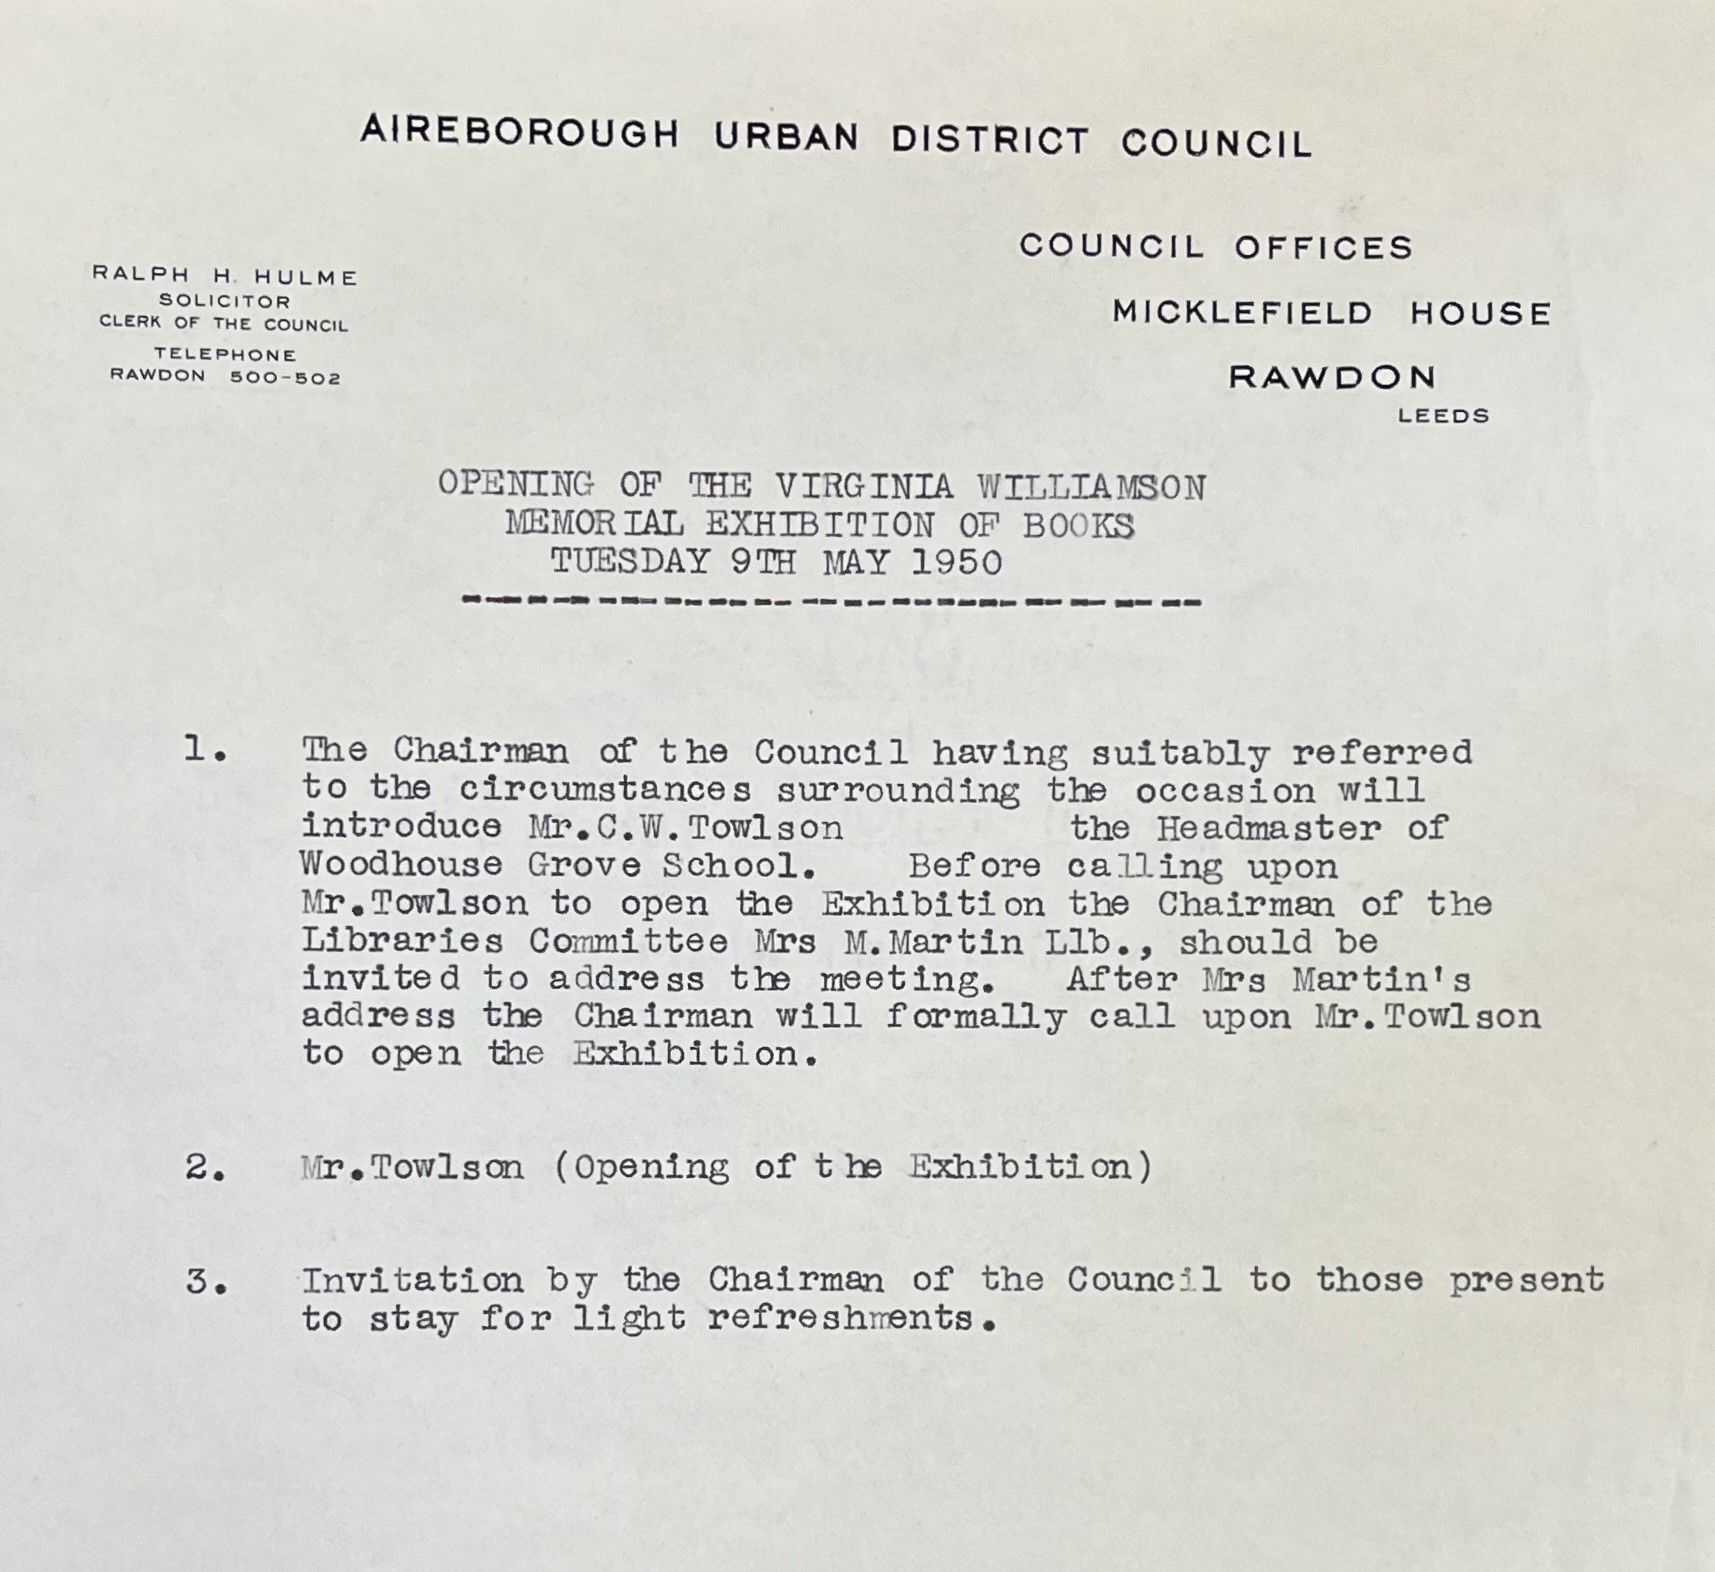 AIREBOROUGH URBAN DISTRICT COUNCIL
RALPH H. HULME
SOLICITOR
CLERK OF THE COUNCIL
TELEPHONE
RAWDON 500-502
COUNCIL OFFICES
MICKLEFIELD HOUSE
RAWDON
LEEDS
OPENING OF THE VIRGINIA WILLIAMSON
MEMORIAL EXHIBITION OF BOOKS
TUESDAY 9TH MAY 1950
1. The Chairman of the Council having suitably referred
to the circumstances surrounding the occasion will
introduce Mr.C.W.Towlson the Headmaster of
Woodhouse Grove School. Before calling upon
Mr.Towlson to open the Exhibition the Chairman of the
Libraries Committee Mrs M.Martin Llb., should be
invited to address the meeting. After Mrs Martin's
address the Chairman will formally call upon Mr.Towlson
to open the Exhibition.
2. Mr.Towlson (Opening of the Exhibition)
3. Invitation by the Chairman of the Council to those present
to stay for light refreshments.